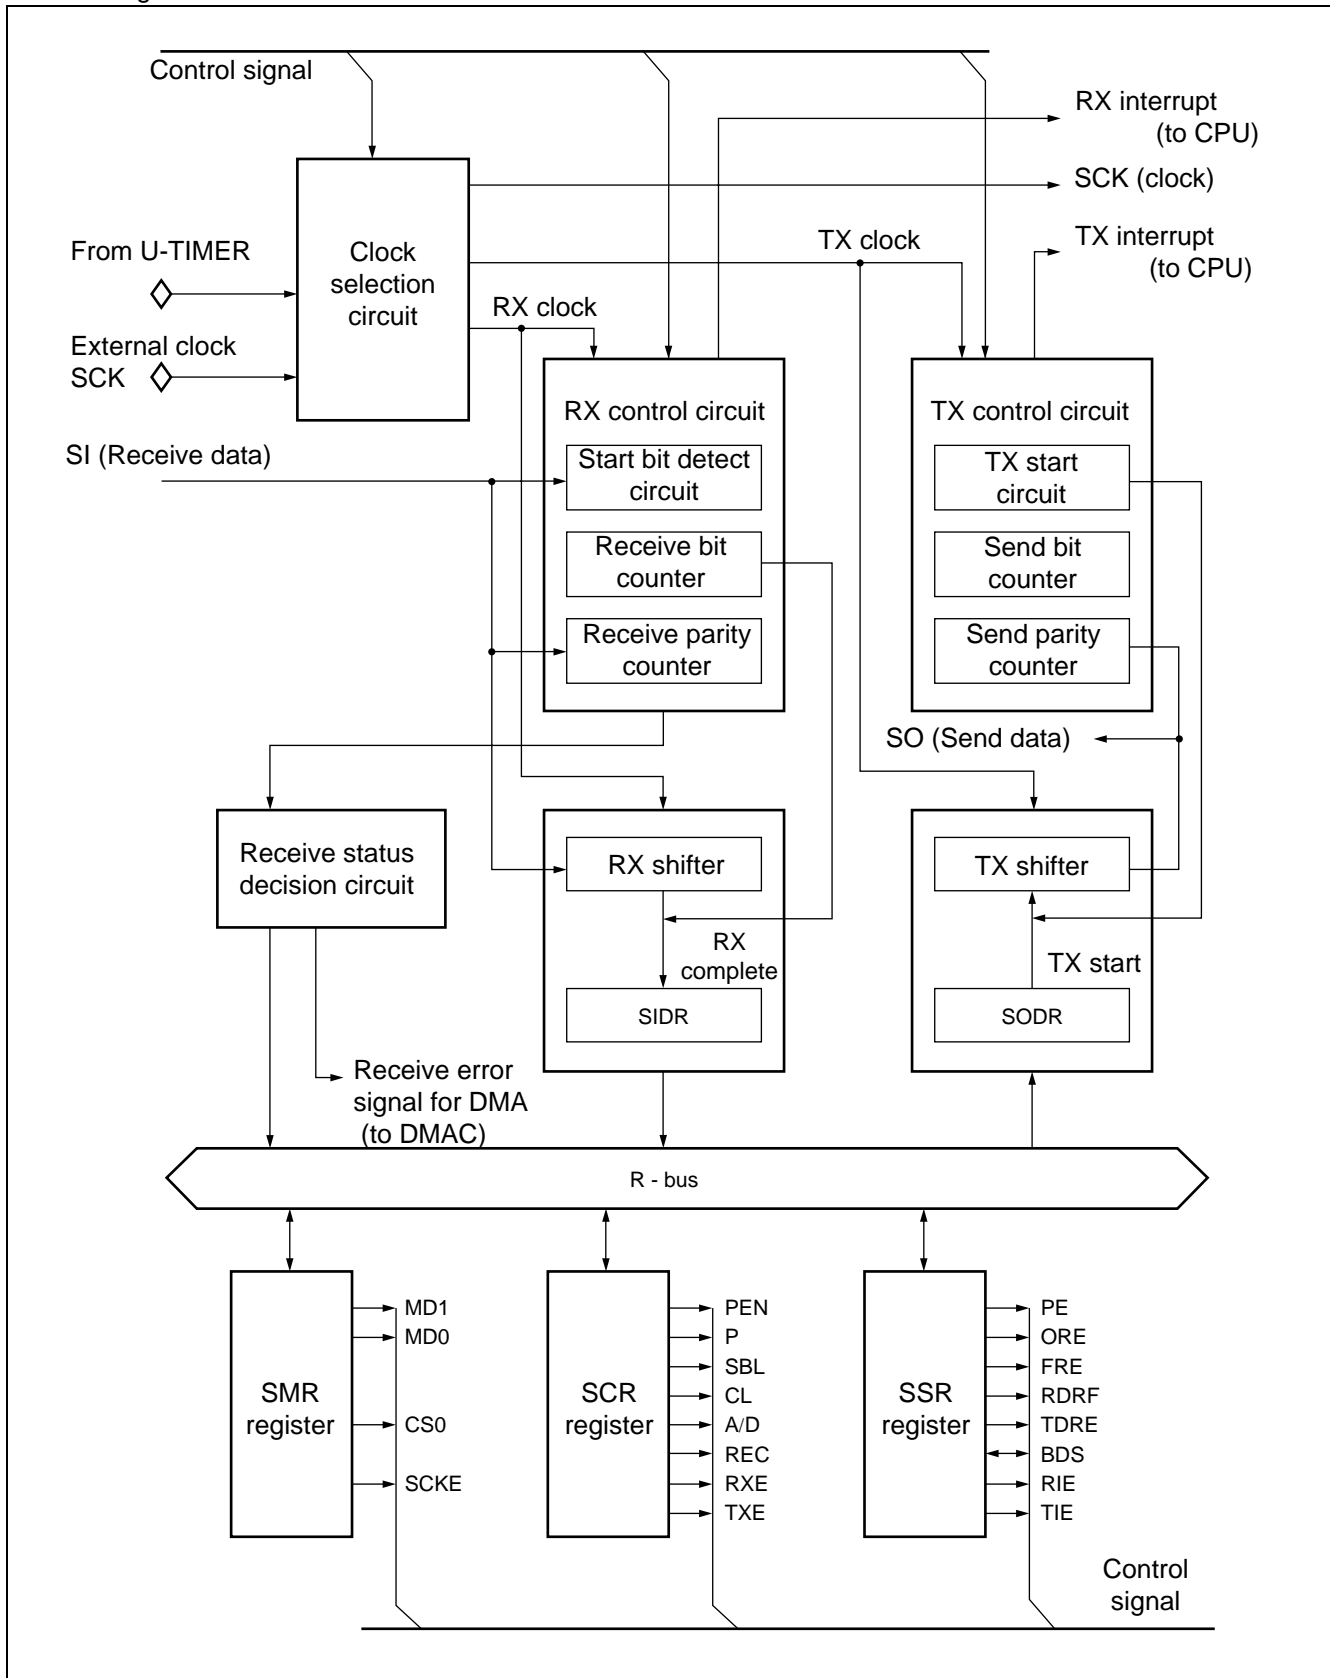 Control signal
RX interrupt
(to CPU)
SCK (clock)
TX interrupt
(to CPU)
From U-TIMER
Clock
selection
circuit
TX clock
RX clock
External clock
SCK
RX control circuit
TX control circuit
SI (Receive data)
Start bit detect
circuit
TX start
circuit
Receive bit
counter
Send bit
counter
Receive parity
counter
Send parity
counter
SO (Send data)
Receive status
decision circuit
RX shifter
TX shifter
RX
complete
TX start
SIDR
SODR
Receive error
signal for DMA
(to DMAC)
R - bus
SMR
register
MD1
MD0
CS0
SCKE
SCR
register
PEN
P
SBL
CL
A/D
REC
RXE
TXE
SSR
register
PE
ORE
FRE
RDRF
TDRE
BDS
RIE
TIE
Control
signal